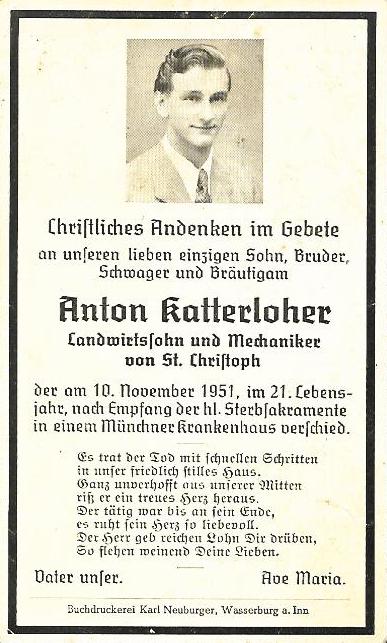 Christliches Andenken im Gebete
an unseren lieben einzigen Sohn, Bruder,
Schwager und Bräutigam
Anton Katterloher
Landwirtssohn und Mechaniker
von St. Christoph
der am 10. November 1951, im 21. Lebens-
jahr, nach Empfang der hl. Sterbsakramente
in einem Münchner Krankenhaus verschied.
Es trat der Tod mit schnellen Schritten
in unser friedlich stilles Haus.
Ganz unverhofft aus unserer Mitten
riß er ein treues Herz heraus.
Der tätig war bis an sein Ende,
es ruht sein Herz so liebevoll.
Der Herr geb reichen Lohn Dir drüben,
So flehen weinend Deine Lieben.
Vater unser. Ave Maria.
Buchdruckerei Karl Neuburger, Wasserburg a. Inn